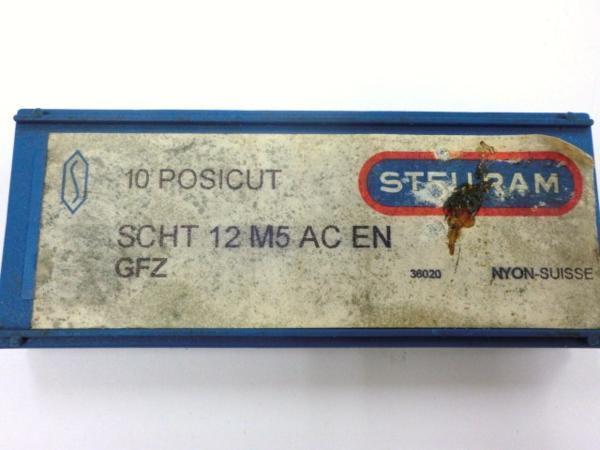 10 POSICUT
STELLRAM
SCHT 12 M5 AC EN
GFZ
36020
NYON-SUISSE